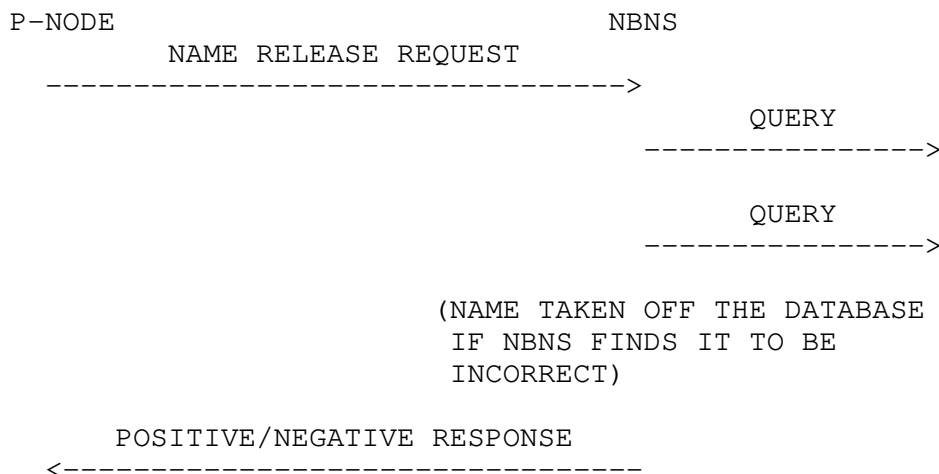 P-NODE NBNS
NAME RELEASE REQUEST
--------------------------------->
QUERY
---------------->
QUERY
---------------->
(NAME TAKEN OFF THE DATABASE
IF NBNS FINDS IT TO BE
INCORRECT)
POSITIVE/NEGATIVE RESPONSE
<---------------------------------